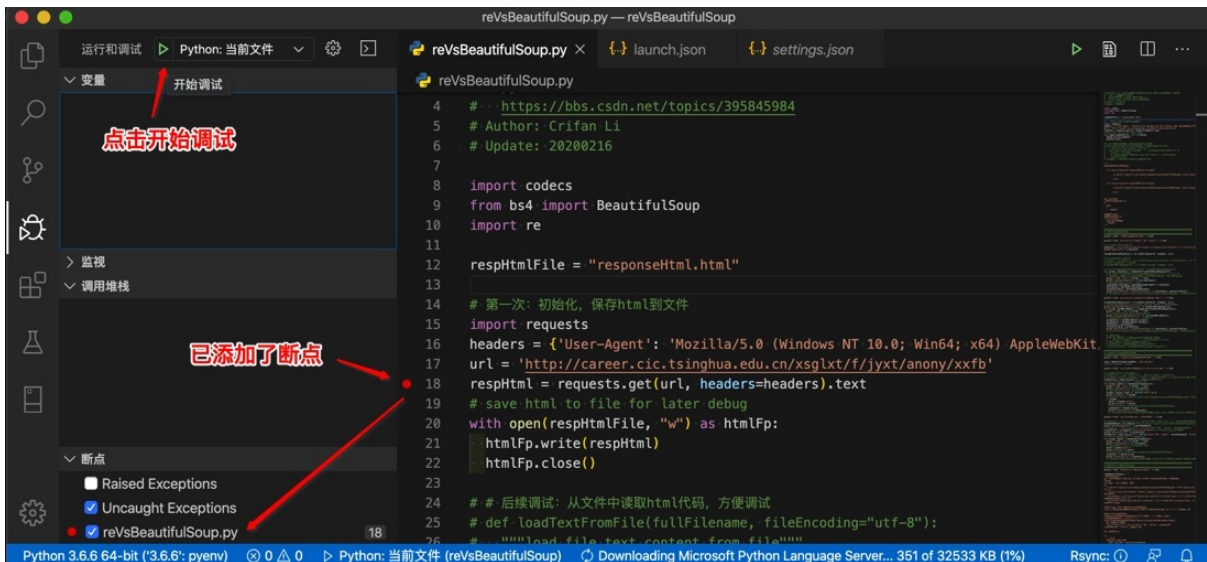 reVsBeautifulSoup.py — reVsBeautifulSoup
运行和调试 Python: 当前文件
reVsBeautifulSoup.py × {..} launch.json {..} settings.json
变量
开始调试
点击开始调试
监视
调用堆栈
已添加了断点
断点
Raised Exceptions
Uncaught Exceptions
reVsBeautifulSoup.py 18
reVsBeautifulSoup.py
4 # https://bbs.csdn.net/topics/395845984
5 # Author: Crifan Li
6 # Update: 20200216
7
8 import codecs
9 from bs4 import BeautifulSoup
10 import re
11
12 respHtmlFile = "responseHtml.html"
13
14 # 第一次: 初始化, 保存html到文件
15 import requests
16 headers = {'User-Agent': 'Mozilla/5.0 (Windows NT 10.0; Win64; x64) AppleWebKit/
17 url = 'http://career.cic.tsinghua.edu.cn/xsglxt/f/jyxt/anony/xxfb'
18 respHtml = requests.get(url, headers=headers).text
19 # save html to file for later debug
20 with open(respHtmlFile, "w") as htmlFp:
21 htmlFp.write(respHtml)
22 htmlFp.close()
23
24 # # 后续调试: 从文件中读取html代码, 方便调试
25 # def loadTextFromFile(fullFilename, fileEncoding="utf-8"):
26 # """load file text content from file"""
Python 3.6.6 64-bit ('3.6.6': pyenv) 0 0 Python: 当前文件 (reVsBeautifulSoup) Downloading Microsoft Python Language Server... 351 of 32533 KB (1%) Rsync: